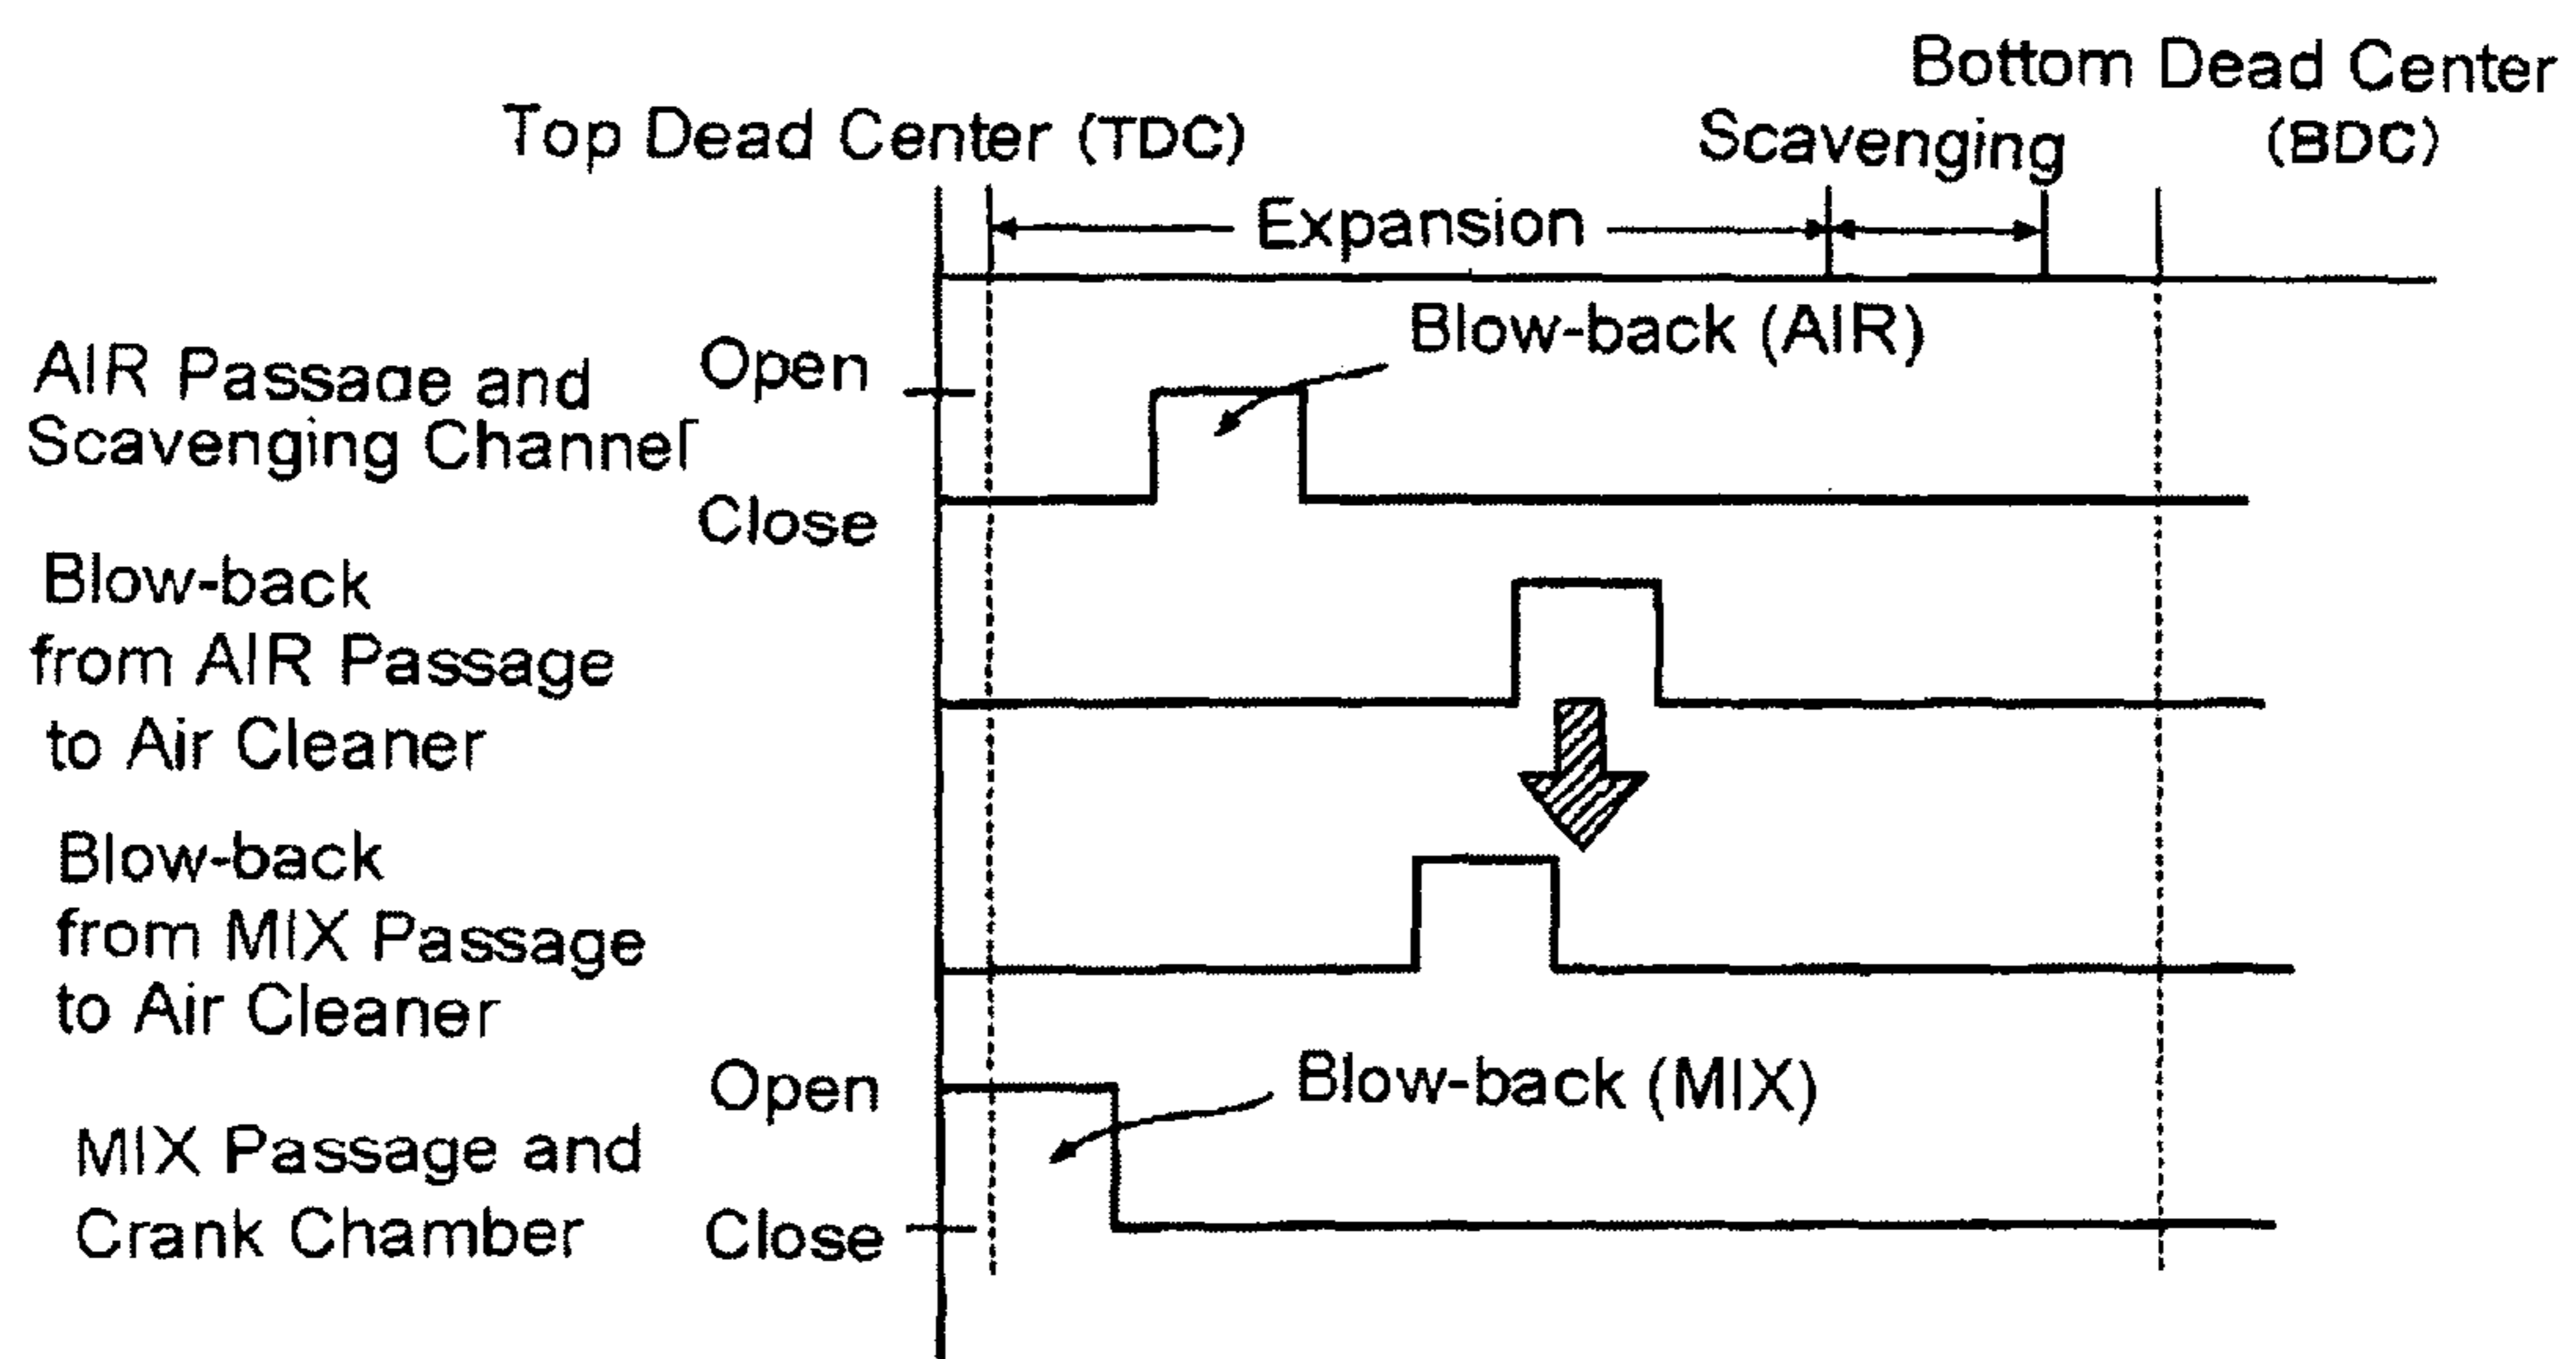 Bottom Dead Center
(BDC)
Top Dead Center (TDC)
Scavenging
Expansion
Blow-back (AIR)
AIR Passage and
Scavenging Channel
Open
Close
Blow-back
from AIR Passage
to Air Cleaner
Blow-back
from MIX Passage
to Air Cleaner
Open
Blow-back (MIX)
MIX Passage and
Crank Chamber
Close